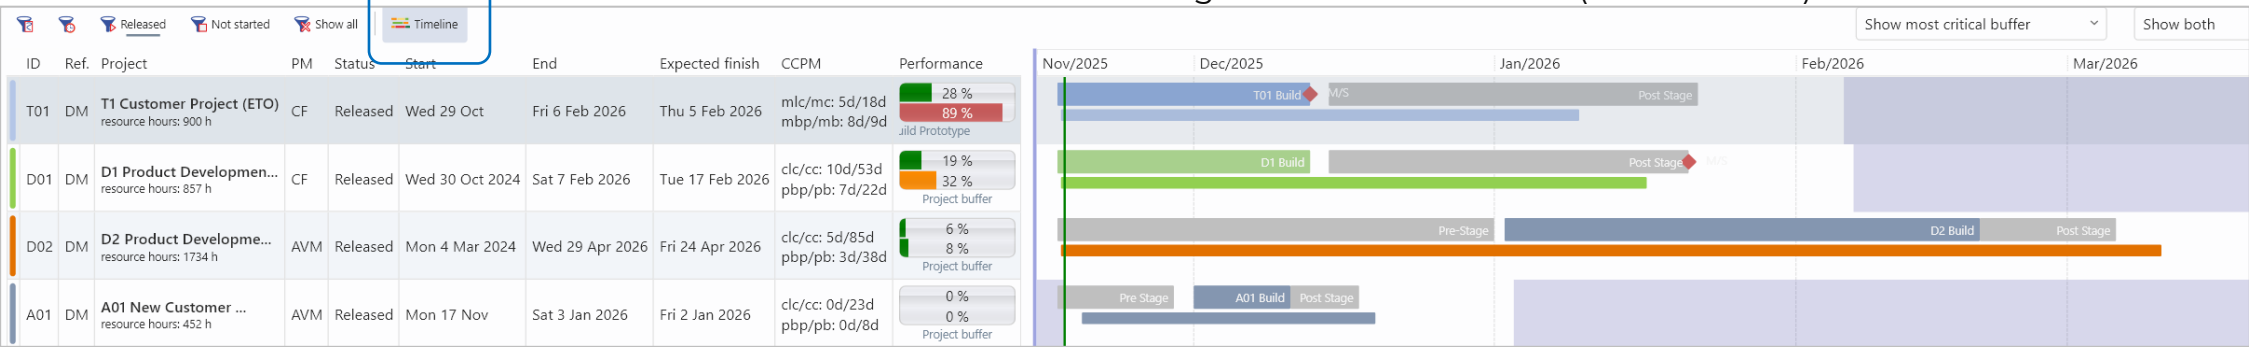 Released Not started Show all Timeline Show most critical buffer Show both
ID Ref. Project PM Status Start End Expected finish CCPM Performance Nov/2025 Dec/2025 Jan/2026 Feb/2026 Mar/2026
T01 DM T1 Customer Project (ETO) CF Released Wed 29 Oct Fri 6 Feb 2026 Thu 5 Feb 2026 mlc/mc: 5d/18d 28 % T01 Build M/S Post Stage
resource hours: 900 h mbp/mb: 8d/9d 89 %
uild Prototype
D01 DM D1 Product Developmen... CF Released Wed 30 Oct 2024 Sat 7 Feb 2026 Tue 17 Feb 2026 clc/cc: 10d/53d 19 % D1 Build Post Stage M/S
resource hours: 857 h pbp/pb: 7d/22d 32 %
Project buffer
D02 DM D2 Product Developme... AVM Released Mon 4 Mar 2024 Wed 29 Apr 2026 Fri 24 Apr 2026 clc/cc: 5d/85d 6 % Pre-Stage D2 Build Post Stage
resource hours: 1734 h pbp/pb: 3d/38d 8 %
Project buffer
A01 DM A01 New Customer ... AVM Released Mon 17 Nov Sat 3 Jan 2026 Fri 2 Jan 2026 clc/cc: 0d/23d 0 % Pre Stage A01 Build Post Stage
resource hours: 452 h pbp/pb: 0d/8d 0 %
Project buffer